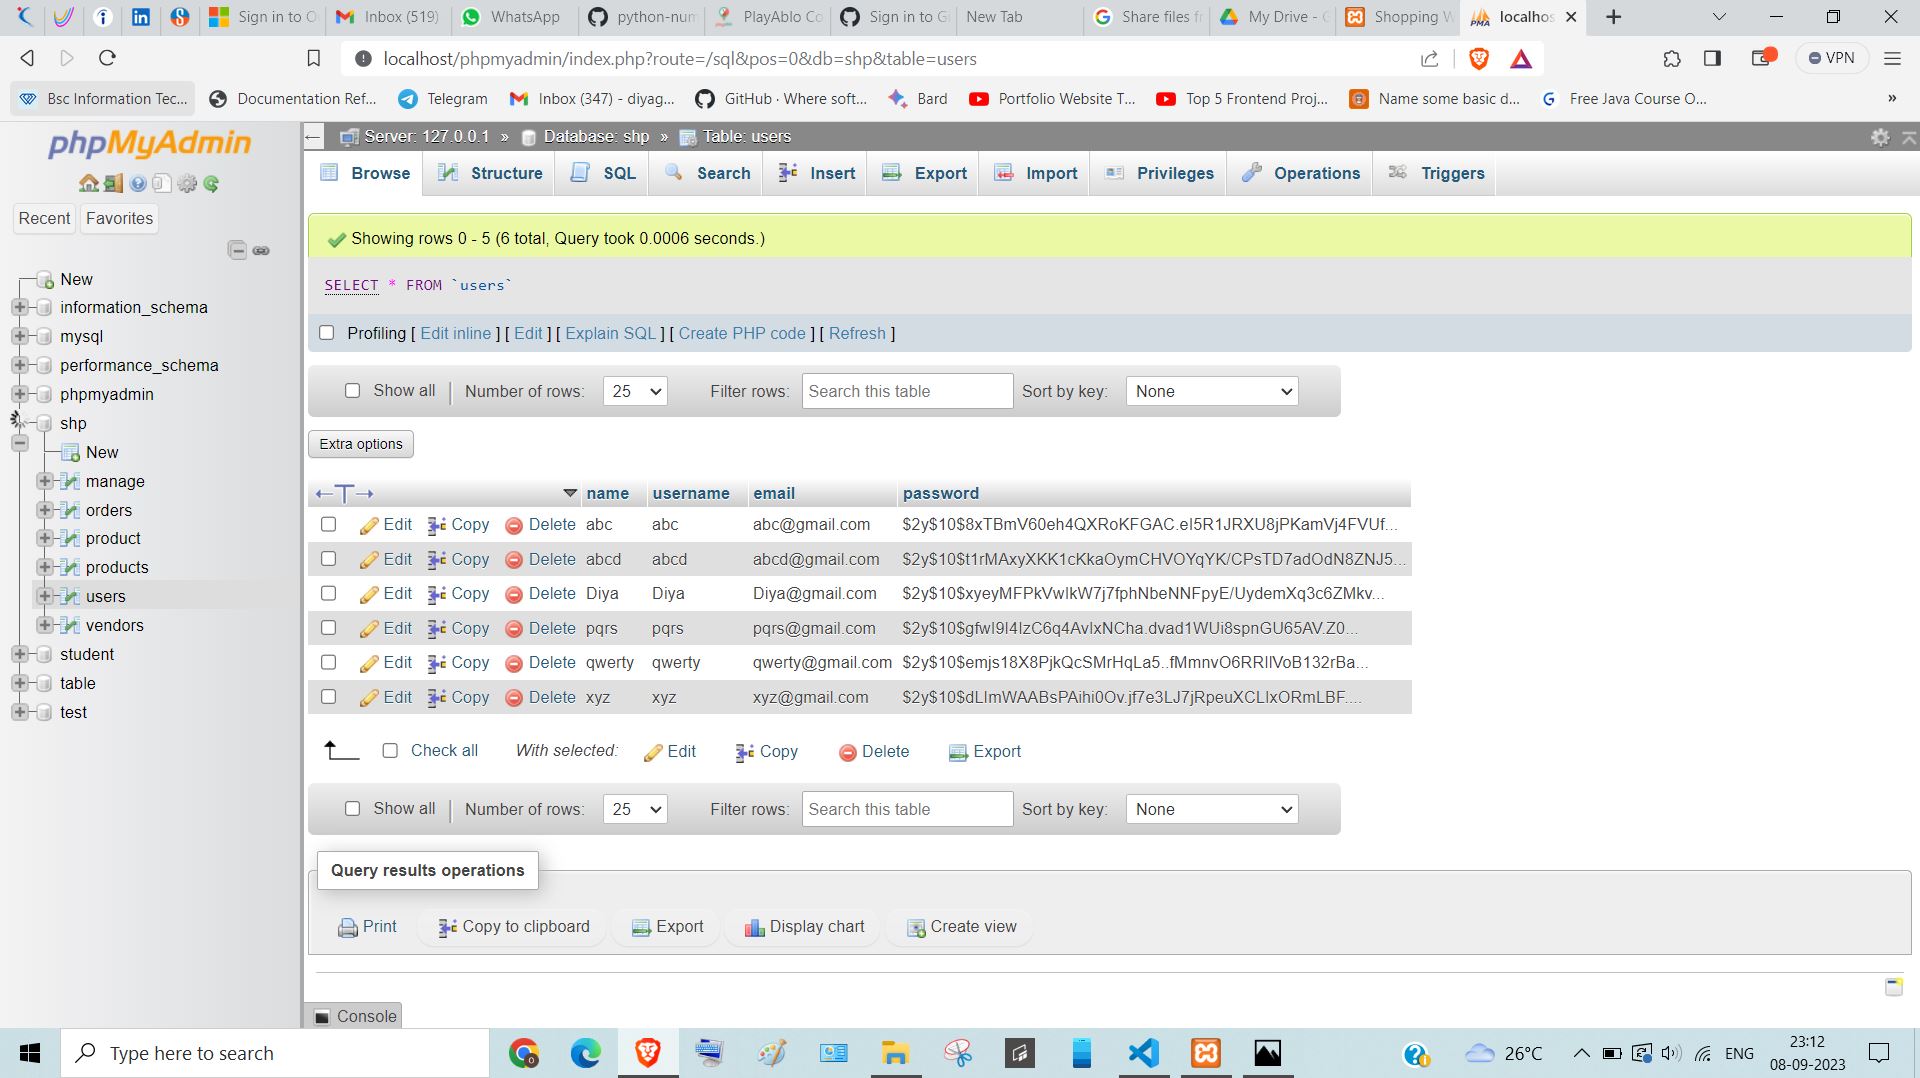 Sign in to O
Inbox (519)
WhatsApp
python-num
PlayAblo Co
Sign in to Gi
New Tab
Share files fr
My Drive - G
Shopping W
localhos
localhost/phpmyadmin/index.php?route=/sql&pos=0&db=shp&table=users
VPN
Bsc Information Tec...
Documentation Ref...
Telegram
Inbox (347) - diyag...
GitHub · Where soft...
Bard
Portfolio Website T...
Top 5 Frontend Proj...
Name some basic d...
Free Java Course O...
»
phpMyAdmin
Recent
Favorites
New
information_schema
mysql
performance_schema
phpmyadmin
shp
New
manage
orders
product
products
users
vendors
student
table
test
Server: 127.0.0.1 » Database: shp » Table: users
Browse
Structure
SQL
Search
Insert
Export
Import
Privileges
Operations
Triggers
Showing rows 0 - 5 (6 total, Query took 0.0006 seconds.)
SELECT * FROM `users`
Profiling [ Edit inline ] [ Edit ] [ Explain SQL ] [ Create PHP code ] [ Refresh ]
Show all
Number of rows:
25
Filter rows:
Search this table
Sort by key:
None
Extra options
name username email password
Edit Copy Delete abc abc abc@gmail.com $2y$10$8xTBmV60eh4QXRoKFGAC.eI5R1JRXU8jPKamVj4FVUf...
Edit Copy Delete abcd abcd abcd@gmail.com $2y$10$t1rMAxyXKK1cKkaOymCHVOYqYK/CPsTD7adOdN8ZNJ5...
Edit Copy Delete Diya Diya Diya@gmail.com $2y$10$xyeyMFPkVwIkW7j7fphNbeNNFpyE/UydemXq3c6ZMkv...
Edit Copy Delete pqrs pqrs pqrs@gmail.com $2y$10$gfwI9I4IzC6q4AvIxNCha.dvad1WUi8spnGU65AV.Z0...
Edit Copy Delete qwerty qwerty qwerty@gmail.com $2y$10$emjs18X8PjkQcSMrHqLa5..fMmnvO6RRIIVoB132rBa...
Edit Copy Delete xyz xyz xyz@gmail.com $2y$10$dLImWAABsPAihi0Ov.jf7e3LJ7jRpeuXCLIxORmLBF....
Check all
With selected:
Edit
Copy
Delete
Export
Show all
Number of rows:
25
Filter rows:
Search this table
Sort by key:
None
Query results operations
Print
Copy to clipboard
Export
Display chart
Create view
Console
Type here to search
26°C
ENG
23:12
08-09-2023